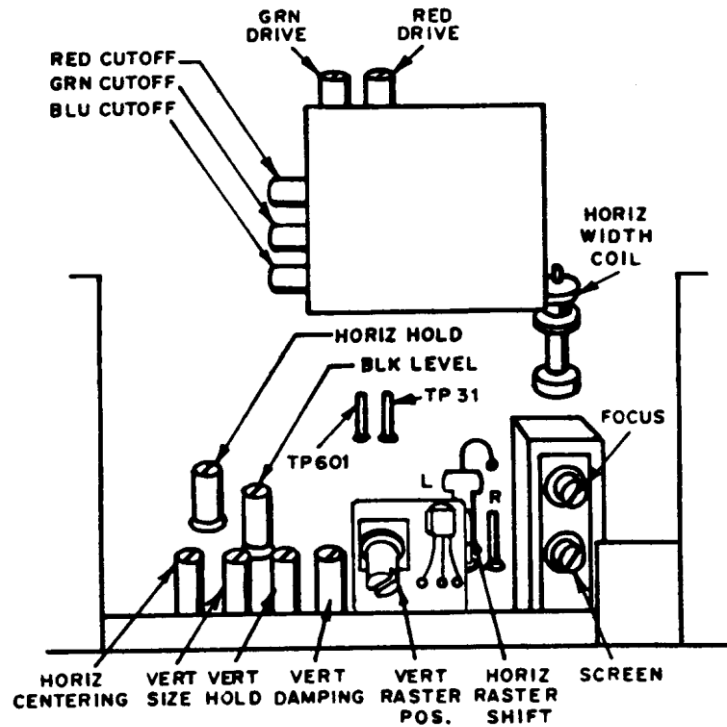 GRN
DRIVE
RED
DRIVE
RED CUTOFF
GRN CUTOFF
BLU CUTOFF
HORIZ
WIDTH
COIL
HORIZ HOLD
BLK LEVEL
TP 31
TP601
FOCUS
L
R
HORIZ
CENTERING
VERT
SIZE
VERT
HOLD
VERT
DAMPING
VERT
RASTER
POS.
HORIZ
RASTER
SHIFT
SCREEN